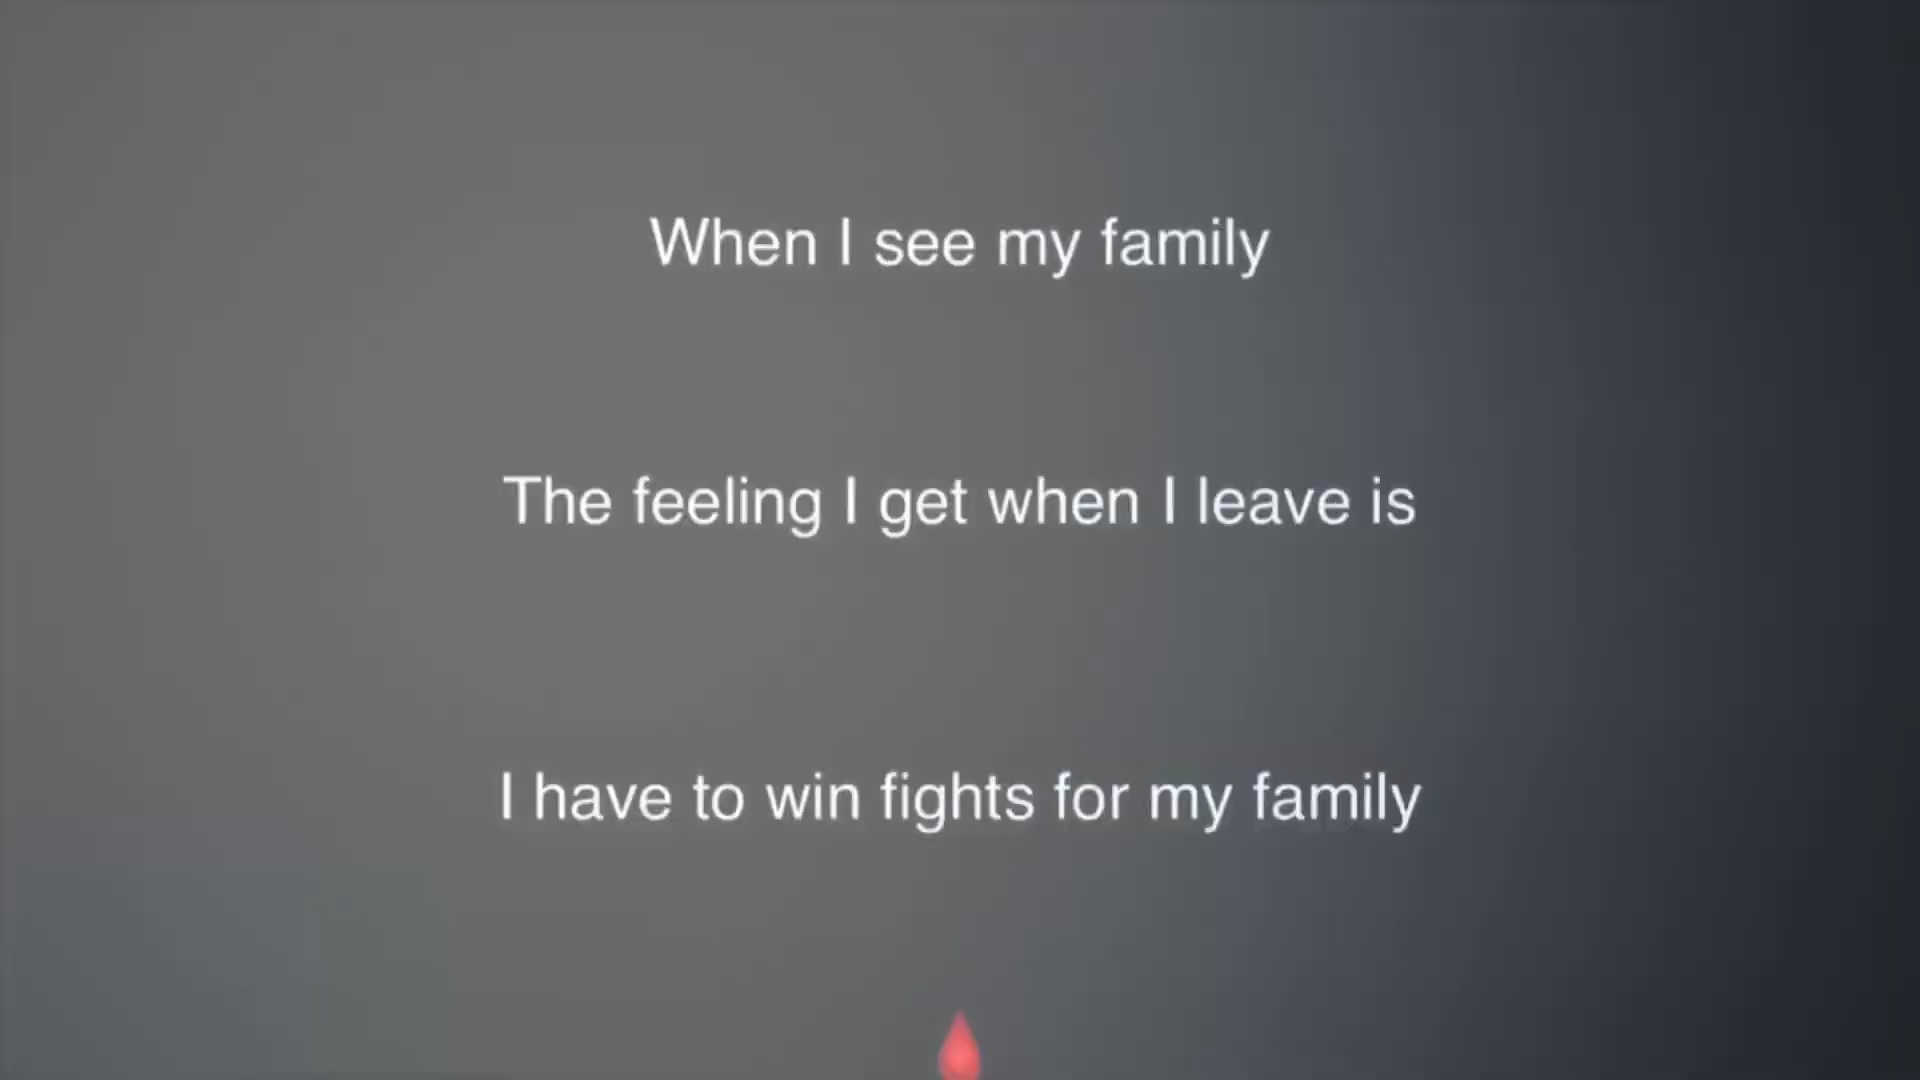 When I see my family
The feeling I get when I leave is
I have to win fights for my family